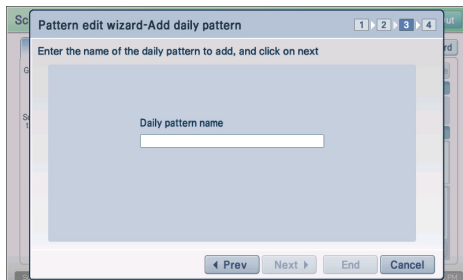 Pattern edit wizard-Add daily pattern
1 2 3 4
Enter the name of the daily pattern to add, and click on next
Daily pattern name
Prev Next End Cancel